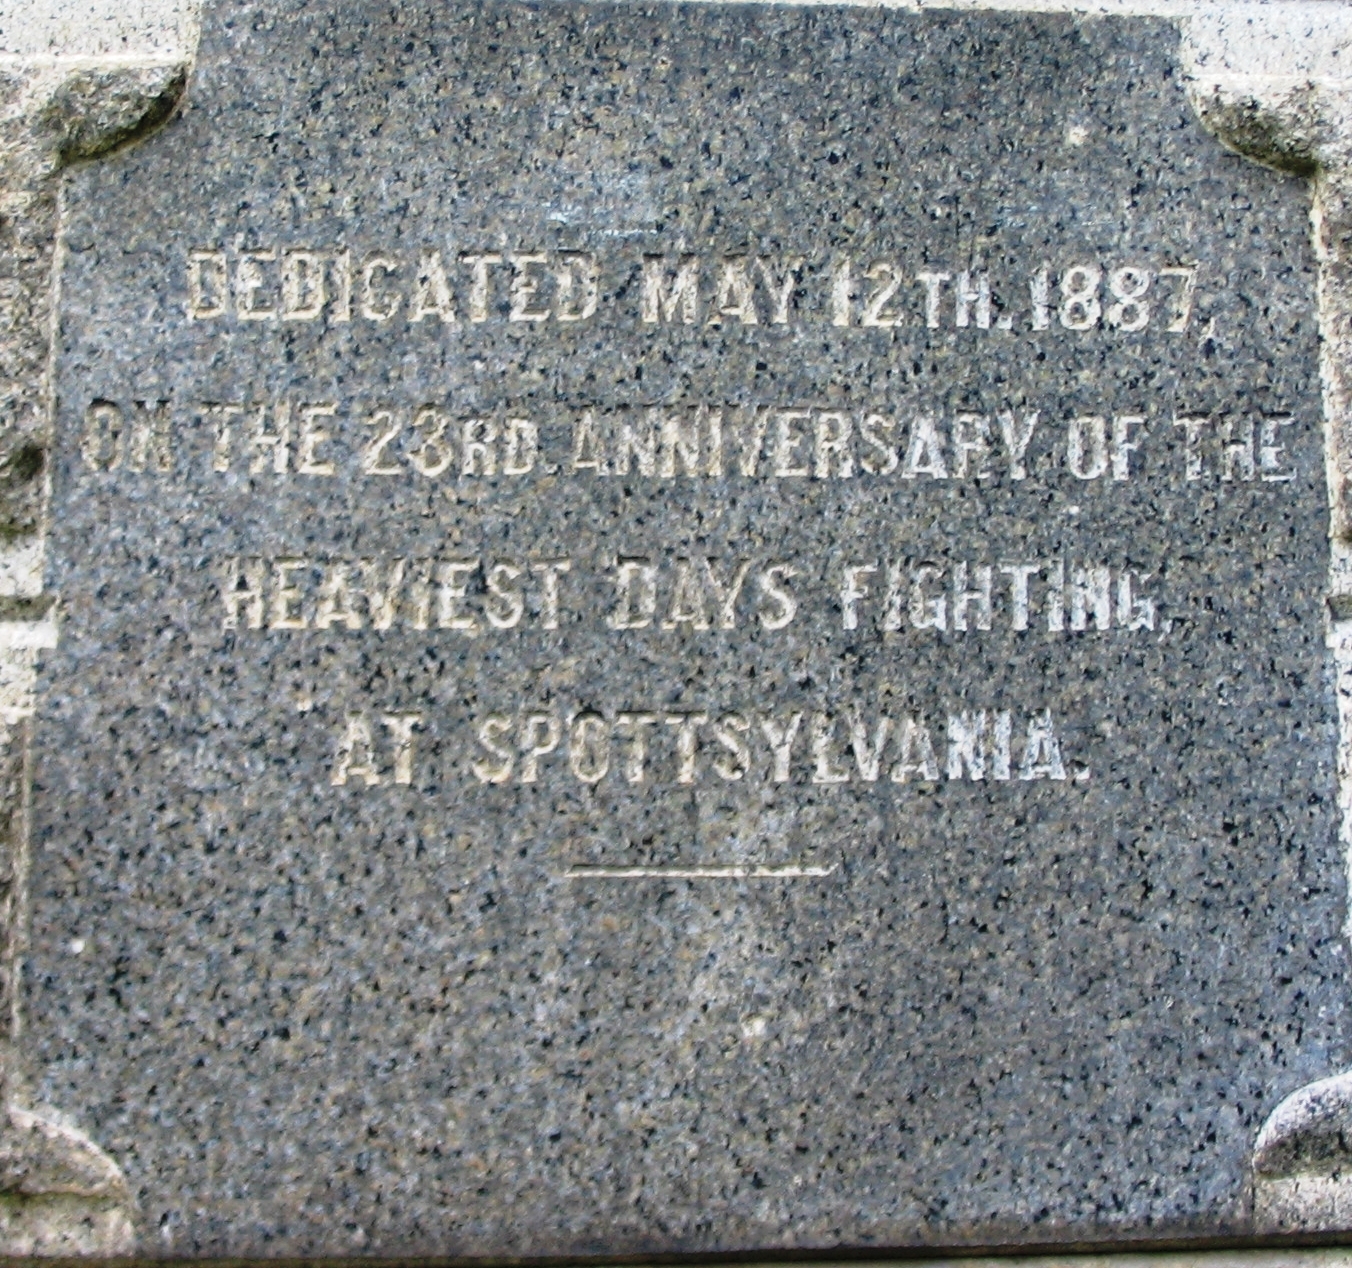 DEDICATED MAY 12TH. 1887,
ON THE 23RD. ANNIVERSARY OF THE
HEAVIEST DAYS FIGHTING,
AT SPOTTSYLVANIA.